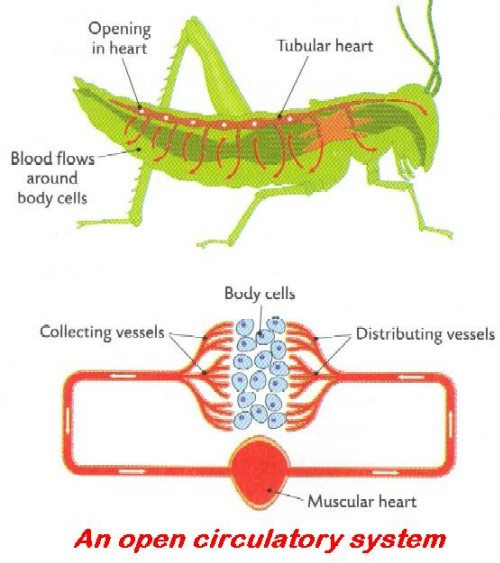 Opening
in heart
Tubular heart
Blood flows
around
body cells
Body cells
Collecting vessels
Distributing vessels
Muscular heart
An open circulatory system